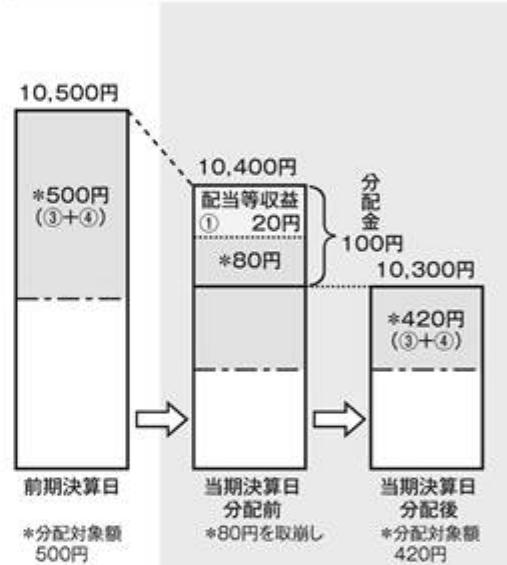 10,500円
*500円
(③+④)
前期決算日
*分配対象額
500円
10,400円
配当等収益
① 20円
*80円
分配金
100円
当期決算日
分配前
*80円を取崩し
10,300円
*420円
(③+④)
当期決算日
分配後
*分配対象額
420円